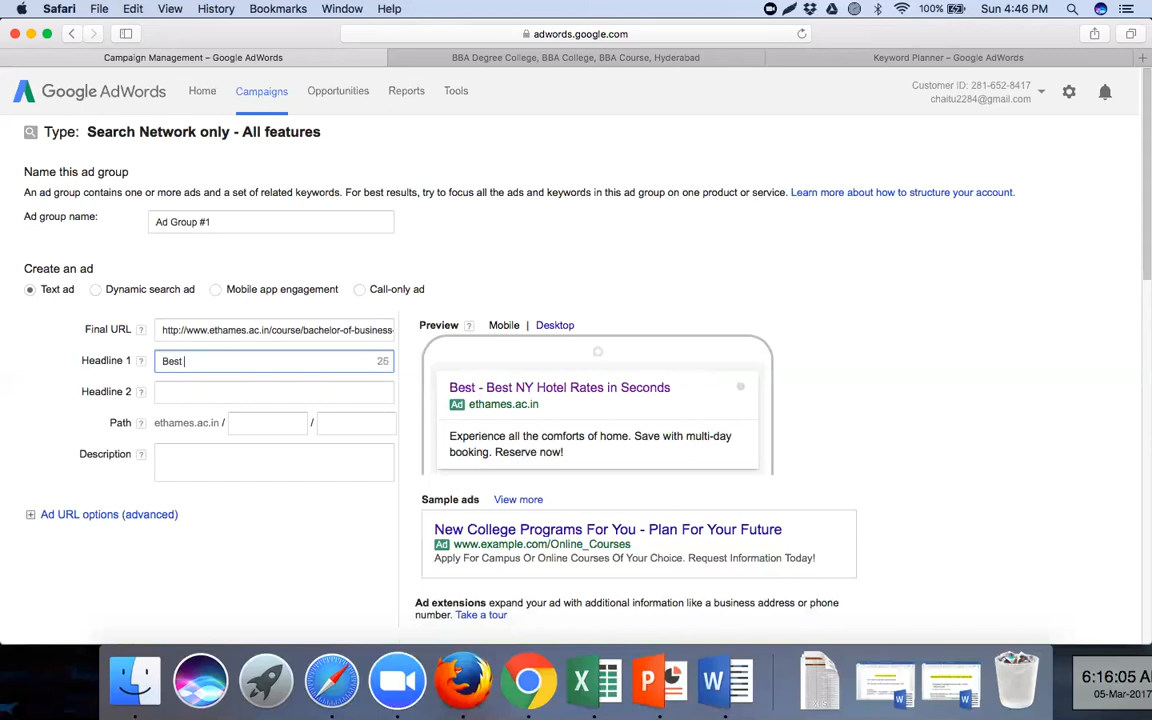 Safari File Edit View History Bookmarks Window Help 100% Sun 4:46 PM
adwords.google.com
Campaign Management – Google AdWords BBA Degree College, BBA College, BBA Course, Hyderabad Keyword Planner – Google AdWords
Google AdWords Home Campaigns Opportunities Reports Tools
Customer ID: 281-652-8417
chaitu2284@gmail.com
Type: Search Network only - All features
Name this ad group
An ad group contains one or more ads and a set of related keywords. For best results, try to focus all the ads and keywords in this ad group on one product or service. Learn more about how to structure your account.
Ad group name: Ad Group #1
Create an ad
Text ad Dynamic search ad Mobile app engagement Call-only ad
Final URL ? http://www.ethames.ac.in/course/bachelor-of-business-
Headline 1 ? Best 26
Headline 2 ?
Path ? ethames.ac.in / /
Description ?
Ad URL options (advanced)
Preview ? Mobile | Desktop
Best - Best NY Hotel Rates in Seconds
Ad ethames.ac.in
Experience all the comforts of home. Save with multi-day
booking. Reserve now!
Sample ads View more
New College Programs For You - Plan For Your Future
Ad www.example.com/Online_Courses
Apply For Campus Or Online Courses Of Your Choice. Request Information Today!
Ad extensions expand your ad with additional information like a business address or phone
number. Take a tour
X P W
6:16:05 A
05-Mar-2017